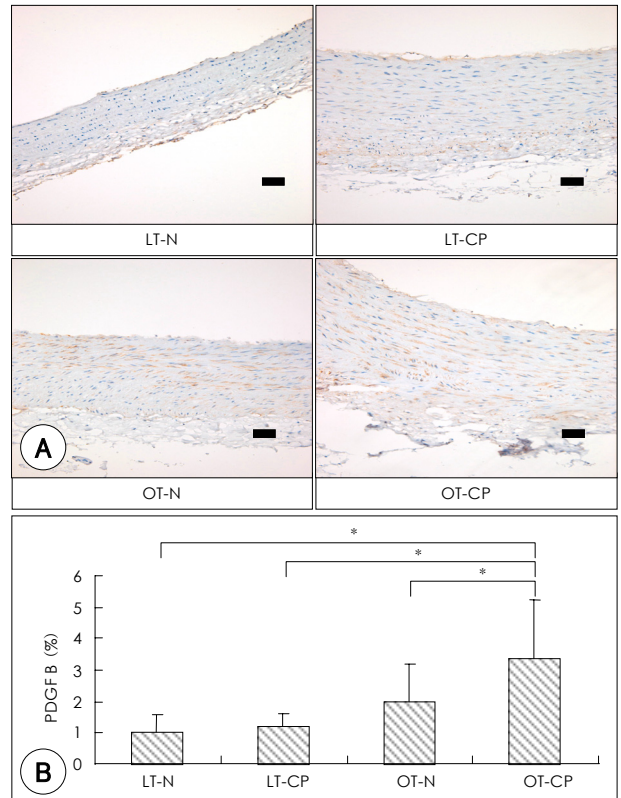 LT-N
LT-CP
A
OT-N
OT-CP
*
*
*
6
5
4
3
2
1
0
PDGF B (%)
B
LT-N
LT-CP
OT-N
OT-CP